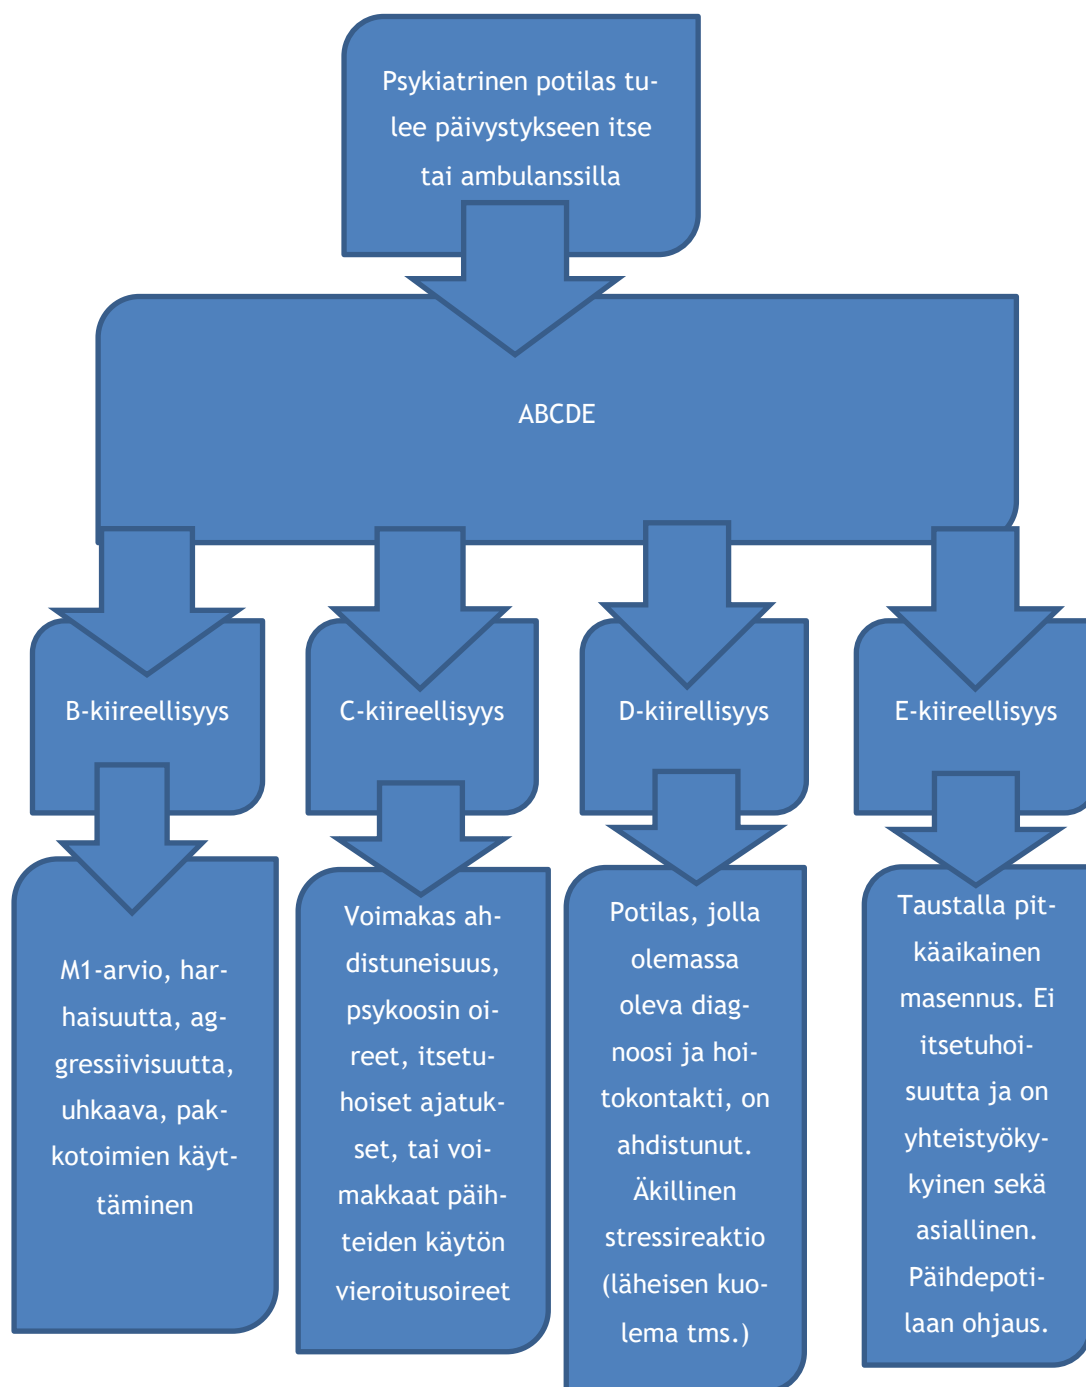 Psykiatrinen potilas tu-
lee päivystykseen itse
tai ambulanssilla
ABCDE
B-kiireellisyys
C-kiireellisyys
D-kiirellisyys
E-kiireellisyys
M1-arvio, har-
haisuutta, ag-
gressiivisuutta,
uhkaava, pak-
kotoimien käyt-
täminen
Voimakas ah-
distuneisuus,
psykoosin oi-
reet, itsetu-
hoiset ajatuk-
set, tai voi-
makkaat päih-
teiden käytön
vieroitusoireet
Potilas, jolla
olemassa
oleva diag-
noosi ja hoi-
tokontakti, on
ahdistunut.
Äkillinen
stressireaktio
(läheisen kuo-
lema tms.)
Taustalla pit-
käaikainen
masennus. Ei
itsetuhoi-
suutta ja on
yhteistyöky-
kyinen sekä
asiallinen.
Päihdepoti-
laan ohjaus.